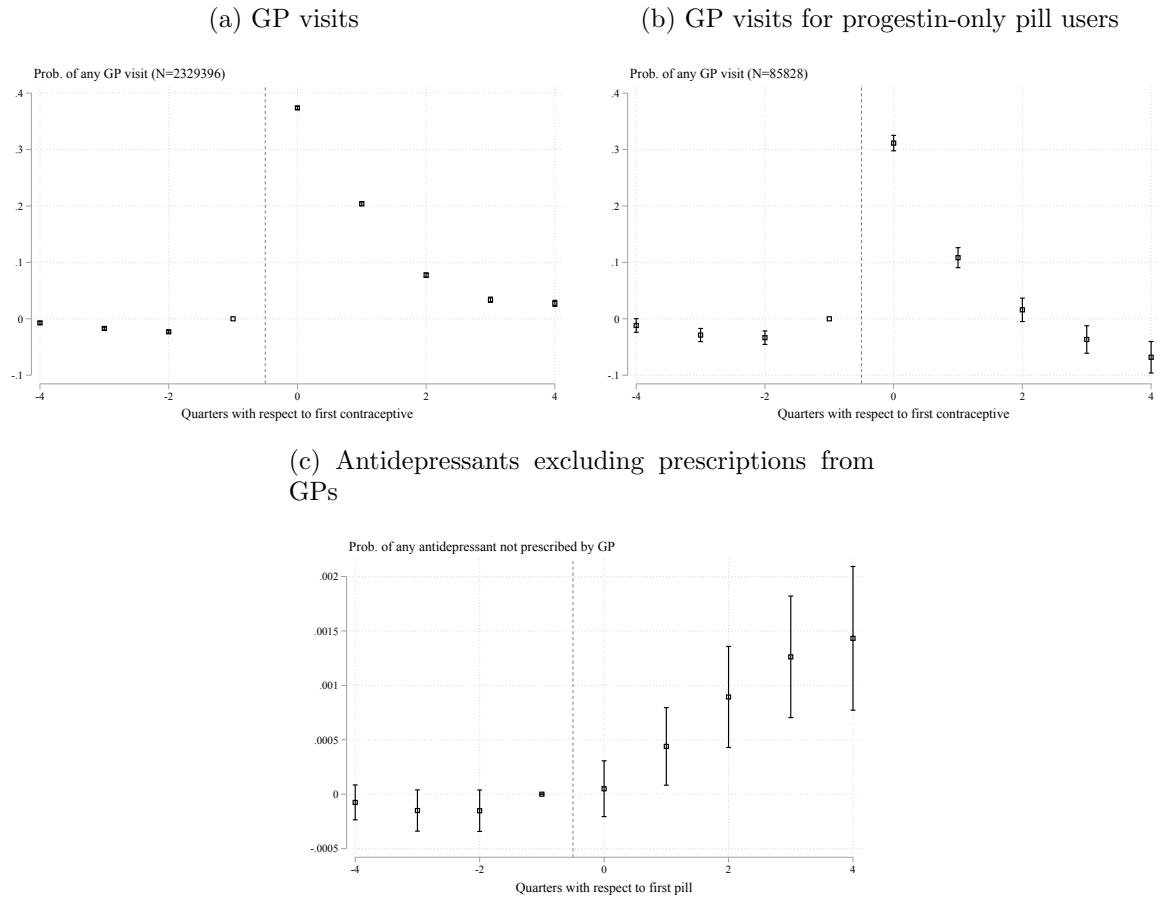 (a) GP visits
Prob. of any GP visit (N=2329396)
.4
.3
.2
.1
0
-.1
-4 -2 0 2 4
Quarters with respect to first contraceptive
(b) GP visits for progestin-only pill users
Prob. of any GP visit (N=85828)
.4
.3
.2
.1
0
-.1
-4 -2 0 2 4
Quarters with respect to first contraceptive
(c) Antidepressants excluding prescriptions from
GPs
Prob. of any antidepressant not prescribed by GP
.002
.0015
.001
.0005
0
-.0005
-4 -2 0 2 4
Quarters with respect to first pill